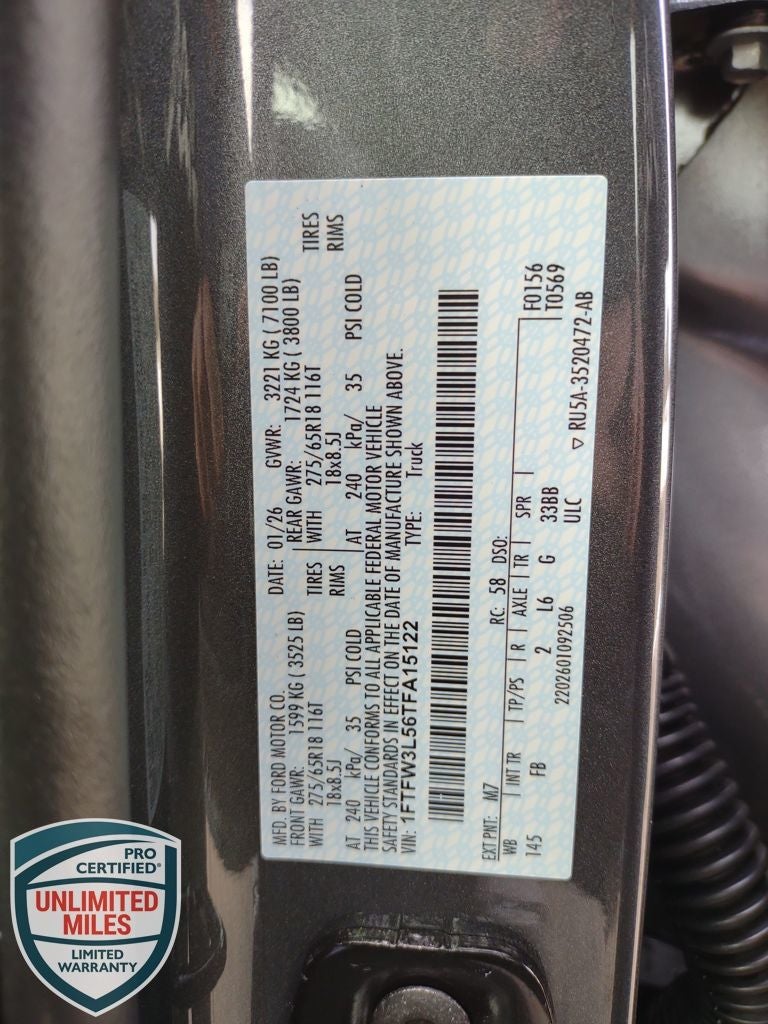 MFD. BY FORD MOTOR CO.
DATE: 01/26 GVWR: 3221 KG ( 7100 LB)
FRONT GAWR: 1599 KG ( 3525 LB) REAR GAWR: 1724 KG ( 3800 LB)
WITH 275/65R18 116T TIRES WITH 275/65R18 116T TIRES
18x8.5J RIMS 18x8.5J RIMS
AT 240 kPa/ 35 PSI COLD AT 240 kPa/ 35 PSI COLD
THIS VEHICLE CONFORMS TO ALL APPLICABLE FEDERAL MOTOR VEHICLE
SAFETY STANDARDS IN EFFECT ON THE DATE OF MANUFACTURE SHOWN ABOVE.
VIN: 1FTFW3L56TFA15122 TYPE: Truck
EXT PNT: M7 RC: 58 DSO: F0156
WB INT TR TP/PS R AXLE TR SPR T0569
145 FB 2 L6 G 33BB
2202601092506 ULC ▽ RU5A-3520472-AB
PRO
CERTIFIED®
UNLIMITED
MILES
LIMITED
WARRANTY